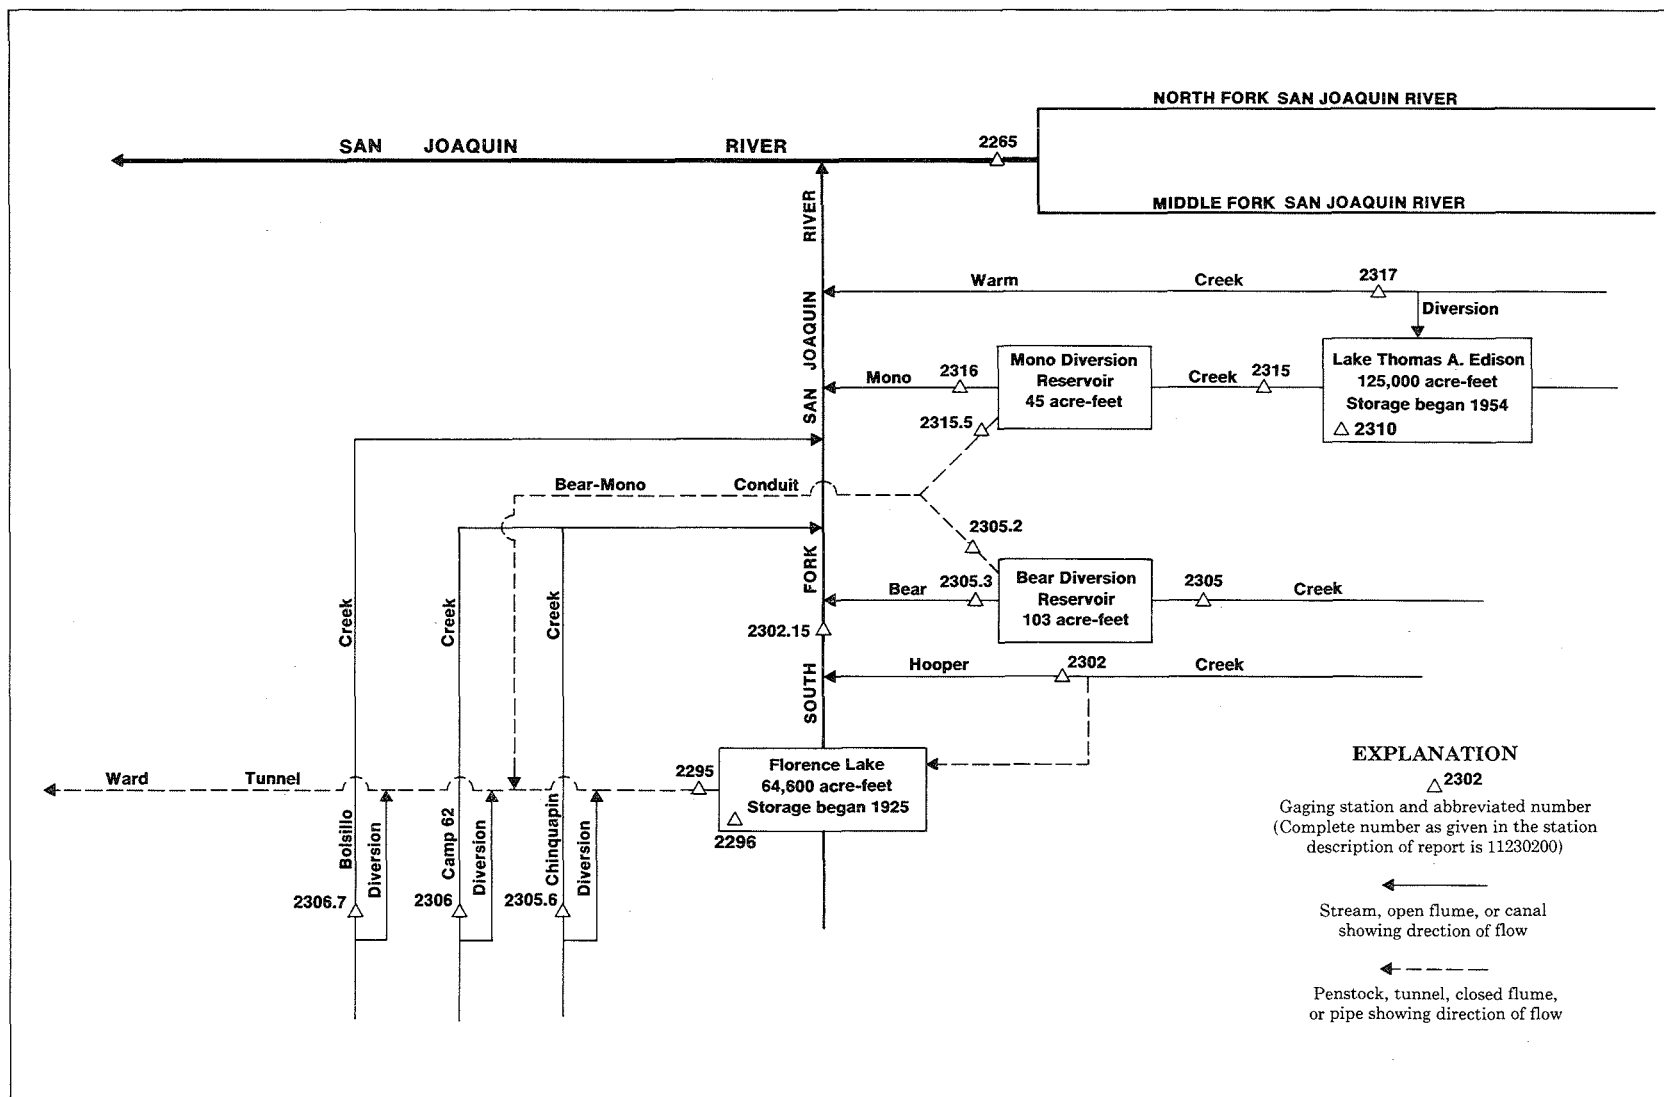 NORTH FORK SAN JOAQUIN RIVER
SAN JOAQUIN RIVER
2265
MIDDLE FORK SAN JOAQUIN RIVER
SOUTH FORK SAN JOAQUIN RIVER
Warm Creek
2317
Diversion
Mono Diversion
Reservoir
45 acre-feet
Lake Thomas A. Edison
125,000 acre-feet
Storage began 1954
2310
Mono
2316
Creek
2315
2315.5
Bear-Mono Conduit
2305.2
Bear Diversion
Reservoir
103 acre-feet
Bear
2305.3
2305
Creek
2302.15
Hooper
2302
Creek
Florence Lake
64,600 acre-feet
Storage began 1925
2296
2295
Ward Tunnel
Bolsillo Creek
Diversion
2306.7
Camp 62 Creek
Diversion
2306
Chinquapin Creek
Diversion
2305.6
EXPLANATION
2302
Gaging station and abbreviated number
(Complete number as given in the station
description of report is 11230200)
Stream, open flume, or canal
showing drection of flow
Penstock, tunnel, closed flume,
or pipe showing direction of flow